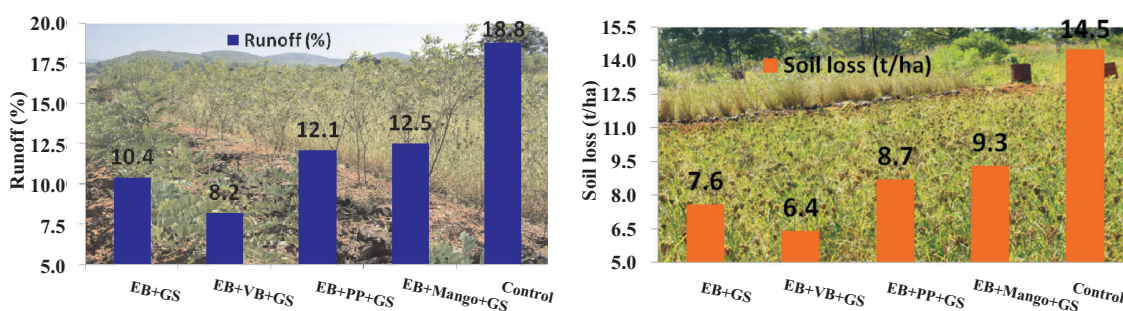 20.0
17.5
15.0
12.5
10.0
7.5
5.0
Runoff (%)
Runoff (%)
10.4
8.2
12.1
12.5
18.8
EB+GS
EB+VB+GS
EB+PP+GS
EB+Mango+GS
Control
15.5
14.0
12.5
11.0
9.5
8.0
6.5
5.0
Soil loss (t/ha)
Soil loss (t/ha)
7.6
6.4
8.7
9.3
14.5
EB+GS
EB+VB+GS
EB+PP+GS
EB+Mango+GS
Control